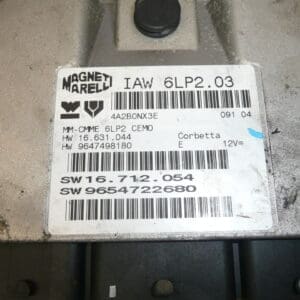 MAGNETI MARELLI
IAW 6LP2.03
4A2B0NX3E 091 04
MM-CMME 6LP2 CEMO
HW 16.631.044 Corbetta
HW 9647498180 E 12V=
SW16.712.054
SW9654722680